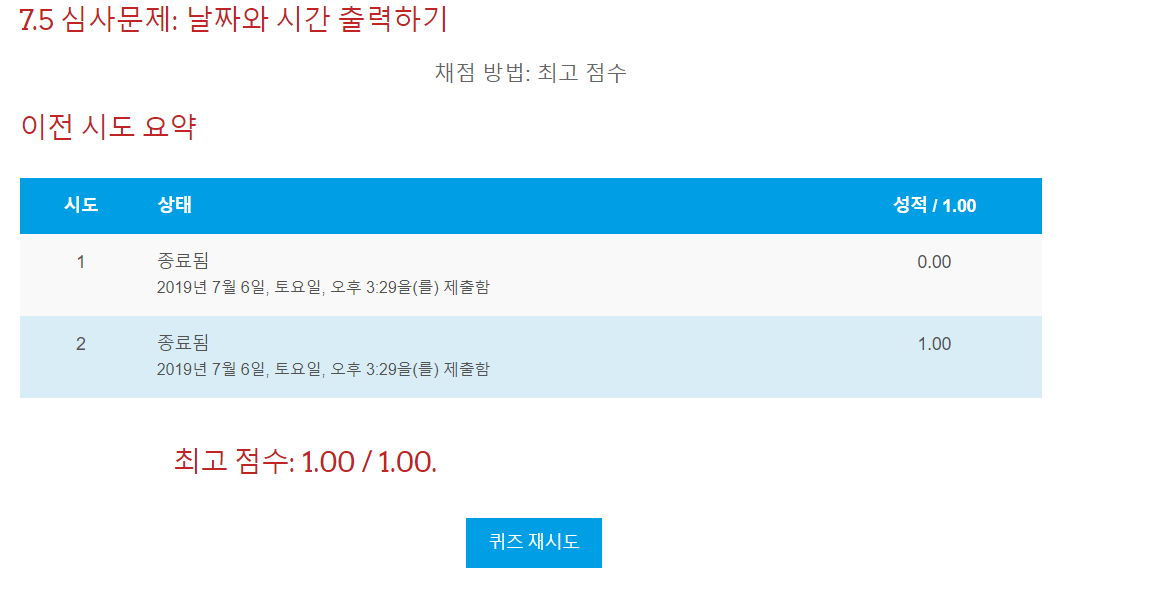 7.5 심사문제: 날짜와 시간 출력하기
채점 방법: 최고 점수
이전 시도 요약
시도 상태 성적 / 1.00
1 종료됨 0.00
2019년 7월 6일, 토요일, 오후 3:29을(를) 제출함
2 종료됨 1.00
2019년 7월 6일, 토요일, 오후 3:29을(를) 제출함
최고 점수: 1.00 / 1.00.
퀴즈 재시도